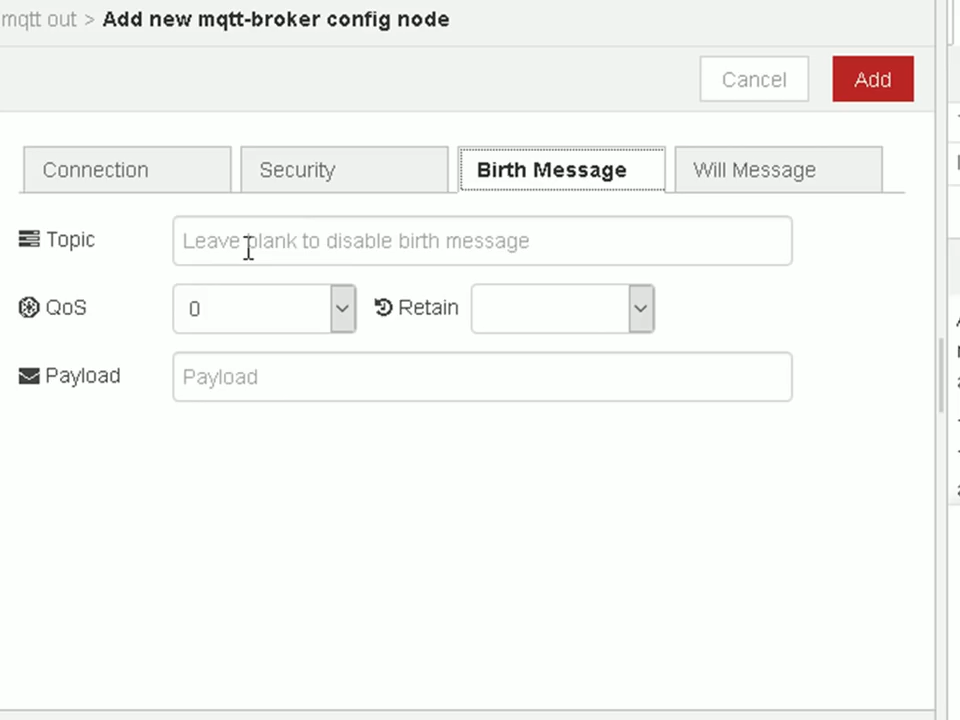 mqtt out > Add new mqtt-broker config node
Cancel Add
Connection Security Birth Message Will Message
Topic Leave blank to disable birth message
QoS 0 Retain
Payload Payload